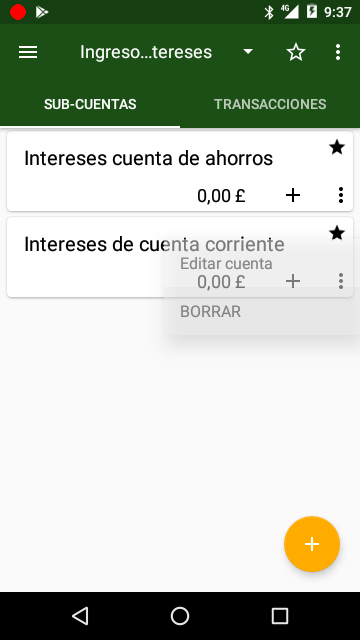 4G 9:37
Ingreso…tereses
SUB-CUENTAS TRANSACCIONES
Intereses cuenta de ahorros
0,00 £
Intereses de cuenta corriente
Editar cuenta
0,00 £
BORRAR